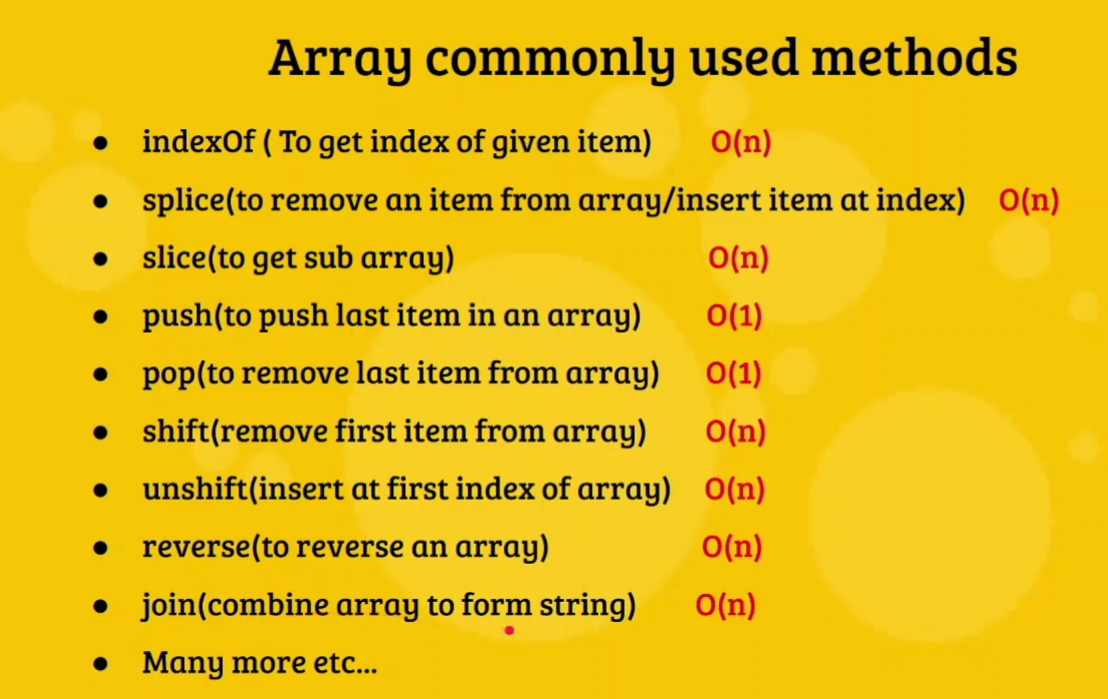 Array commonly used methods
● indexOf ( To get index of given item) O(n)
● splice(to remove an item from array/insert item at index) O(n)
● slice(to get sub array) O(n)
● push(to push last item in an array) O(1)
● pop(to remove last item from array) O(1)
● shift(remove first item from array) O(n)
● unshift(insert at first index of array) O(n)
● reverse(to reverse an array) O(n)
● join(combine array to form string) O(n)
● Many more etc...